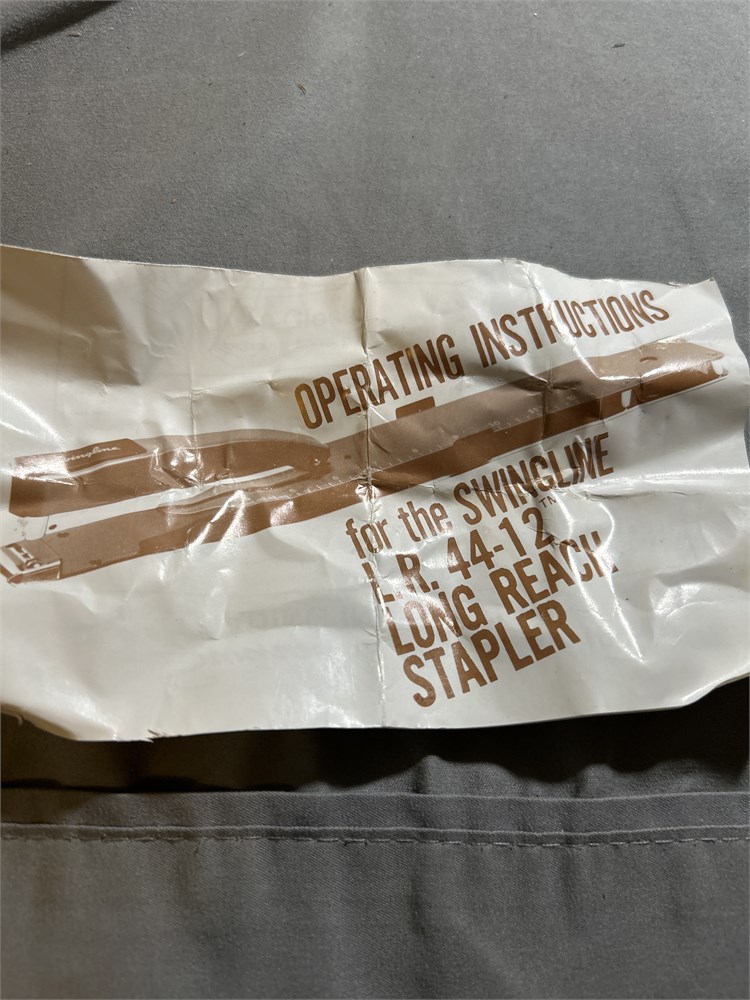 OPERATING INSTRUCTIONS
for the SWINGLINE
L.R. 44-12™
LONG REACH
STAPLER